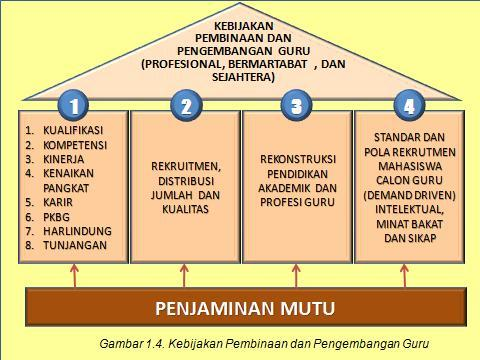 KEBIJAKAN
PEMBINAAN DAN
PENGEMBANGAN GURU
(PROFESIONAL, BERMARTABAT , DAN
SEJAHTERA)
1
1. KUALIFIKASI
2. KOMPETENSI
3. KINERJA
4. KENAIKAN
PANGKAT
5. KARIR
6. PKBG
7. HARLINDUNG
8. TUNJANGAN
2
REKRUITMEN,
DISTRIBUSI
JUMLAH DAN
KUALITAS
3
REKONSTRUKSI
PENDIDIKAN
AKADEMIK DAN
PROFESI GURU
4
STANDAR DAN
POLA REKRUTMEN
MAHASISWA
CALON GURU
(DEMAND DRIVEN)
INTELEKTUAL,
MINAT BAKAT
DAN SIKAP
PENJAMINAN MUTU
Gambar 1.4. Kebijakan Pembinaan dan Pengembangan Guru